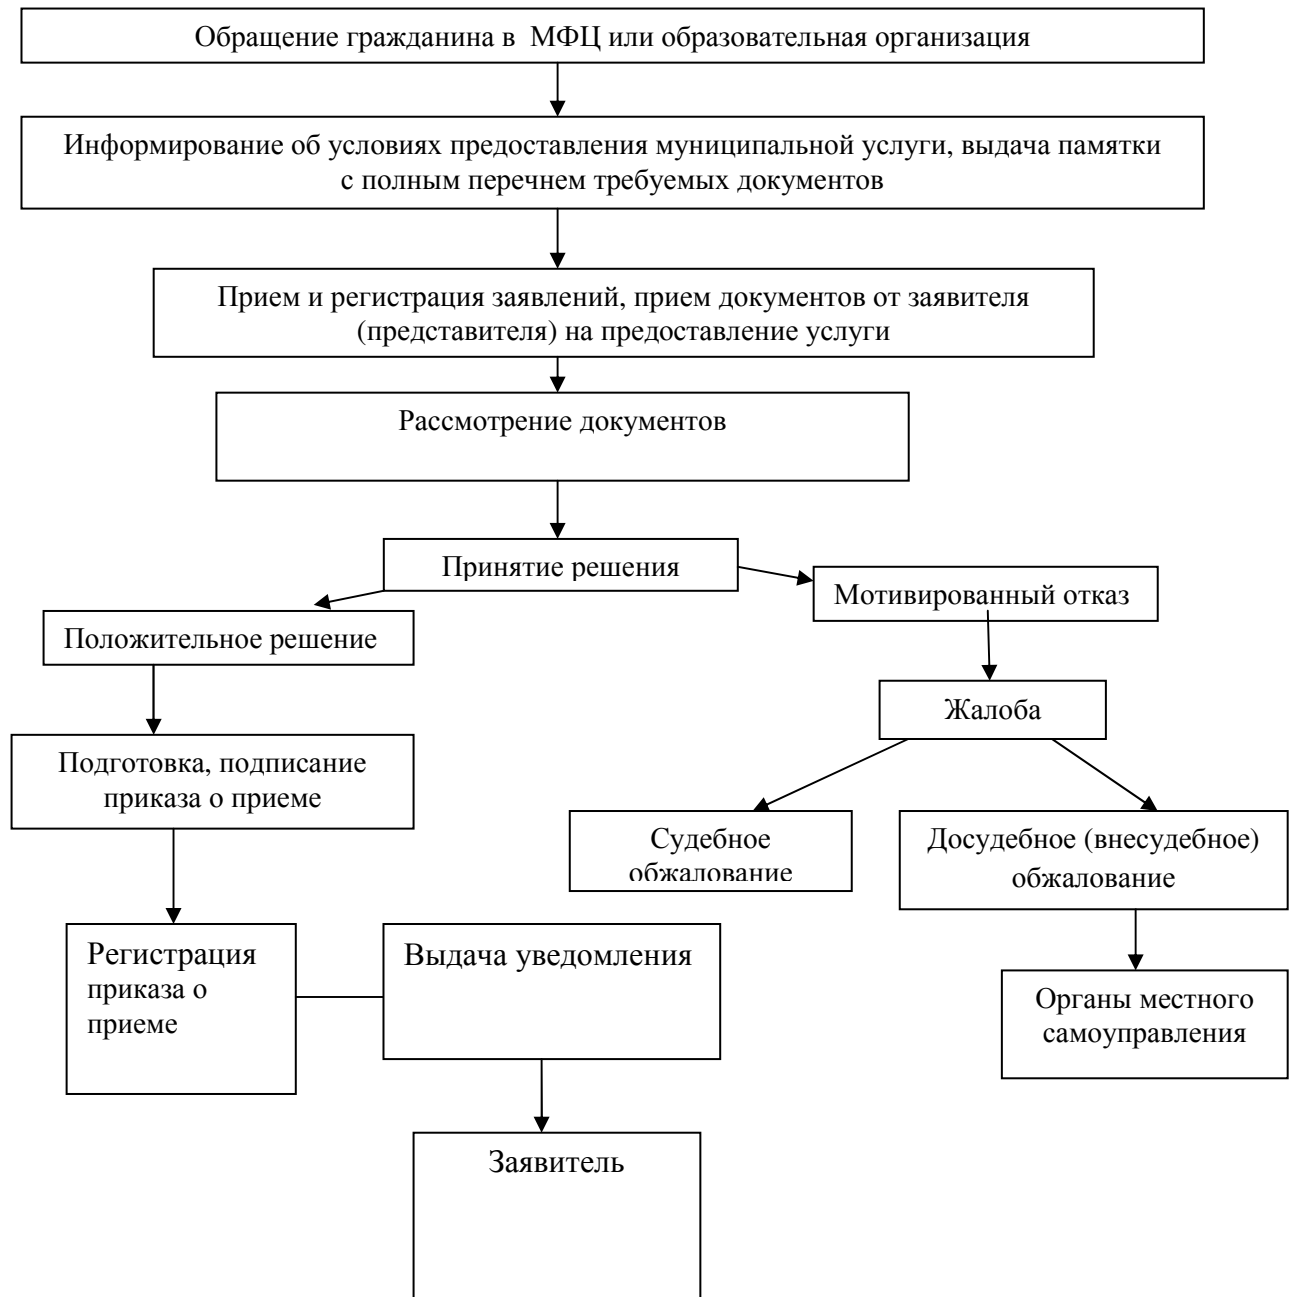 Обращение гражданина в МФЦ или образовательная организация
Информирование об условиях предоставления муниципальной услуги, выдача памятки
с полным перечнем требуемых документов
Прием и регистрация заявлений, прием документов от заявителя
(представителя) на предоставление услуги
Рассмотрение документов
Принятие решения
Мотивированный отказ
Положительное решение
Жалоба
Подготовка, подписание
приказа о приеме
Судебное
обжалование
Досудебное (внесудебное)
обжалование
Регистрация
приказа о
приеме
Выдача уведомления
Органы местного
самоуправления
Заявитель